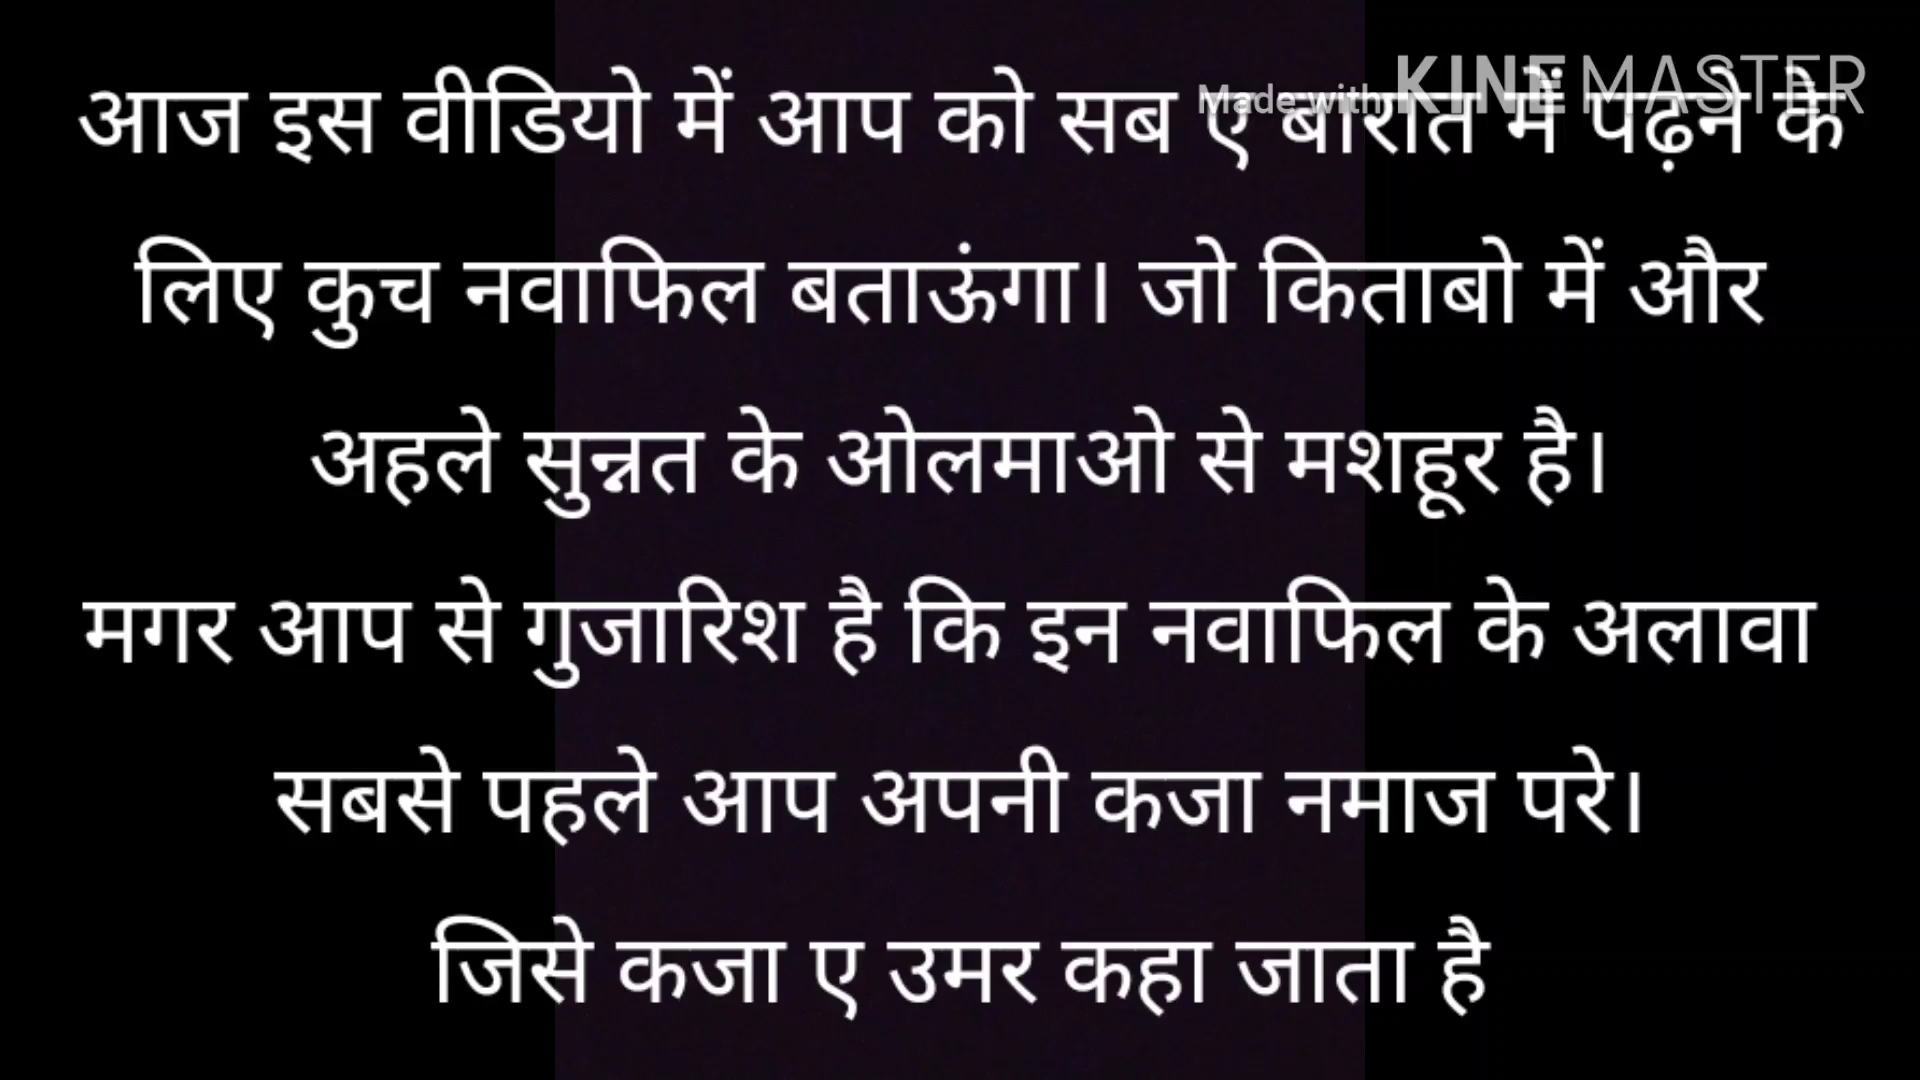 Made with KINEMASTER
आज इस वीडियो में आप को सब ए बारात में पढ़ने के
लिए कुच नवाफिल बताऊंगा। जो किताबो में और
अहले सुन्नत के ओलमाओ से मशहूर है।
मगर आप से गुजारिश है कि इन नवाफिल के अलावा
सबसे पहले आप अपनी कजा नमाज परे।
जिसे कजा ए उमर कहा जाता है